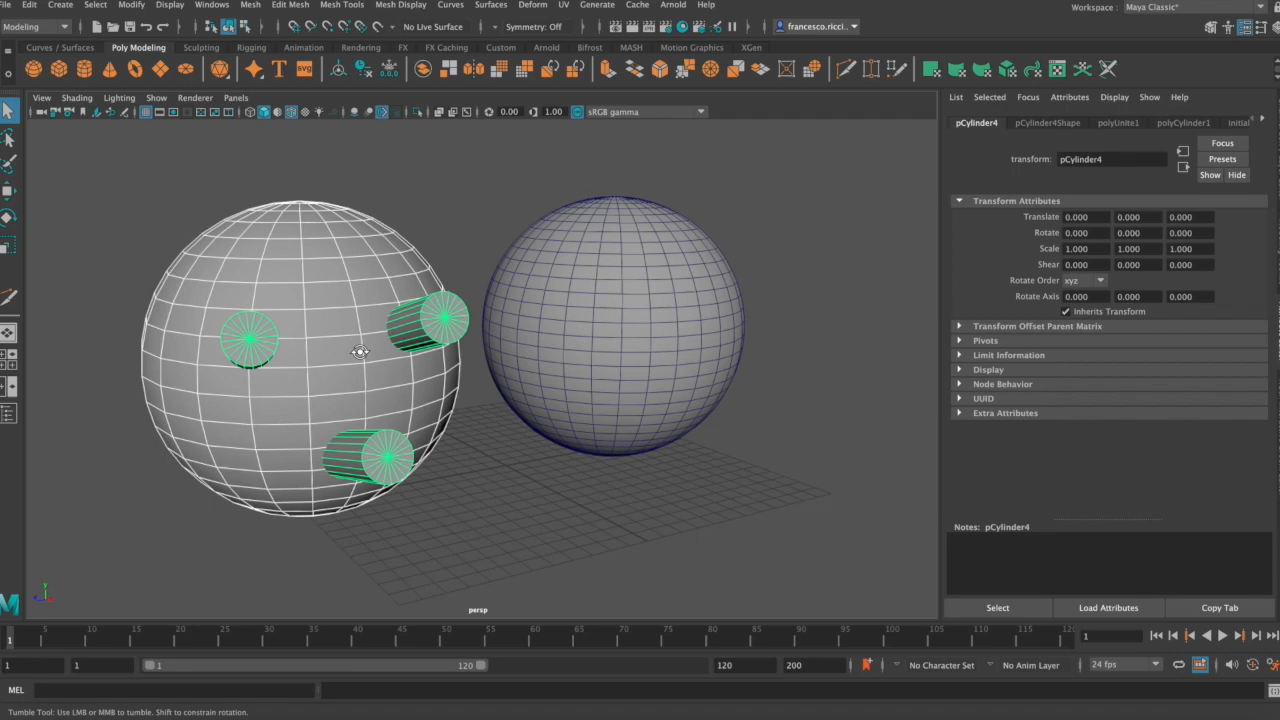 File Edit Create Select Modify Display Windows Mesh Edit Mesh Mesh Tools Mesh Display Curves Surfaces Deform UV Generate Cache Arnold Help Workspace : Maya Classic*
Modeling No Live Surface Symmetry: Off francesco.ricci...
Curves / Surfaces Poly Modeling Sculpting Rigging Animation Rendering FX FX Caching Custom Arnold Bifrost MASH Motion Graphics XGen
SVG
View Shading Lighting Show Renderer Panels
0.00 1.00 sRGB gamma
List Selected Focus Attributes Display Show Help
pCylinder4 pCylinder4Shape polyUnite1 polyCylinder1 Initial
Focus
transform: pCylinder4 Presets
Show Hide
Transform Attributes
Translate 0.000 0.000 0.000
Rotate 0.000 0.000 0.000
Scale 1.000 1.000 1.000
Shear 0.000 0.000 0.000
Rotate Order xyz
Rotate Axis 0.000 0.000 0.000
Inherits Transform
Transform Offset Parent Matrix
Pivots
Limit Information
Display
Node Behavior
UUID
Extra Attributes
Notes: pCylinder4
persp
Select Load Attributes Copy Tab
1 5 10 15 20 25 30 35 40 45 50 55 60 65 70 75 80 85 90 95 100 105 110 115 120 1
1 1 1 120 120 200 No Character Set No Anim Layer 24 fps
MEL
Tumble Tool: Use LMB or MMB to tumble. Shift to constrain rotation.